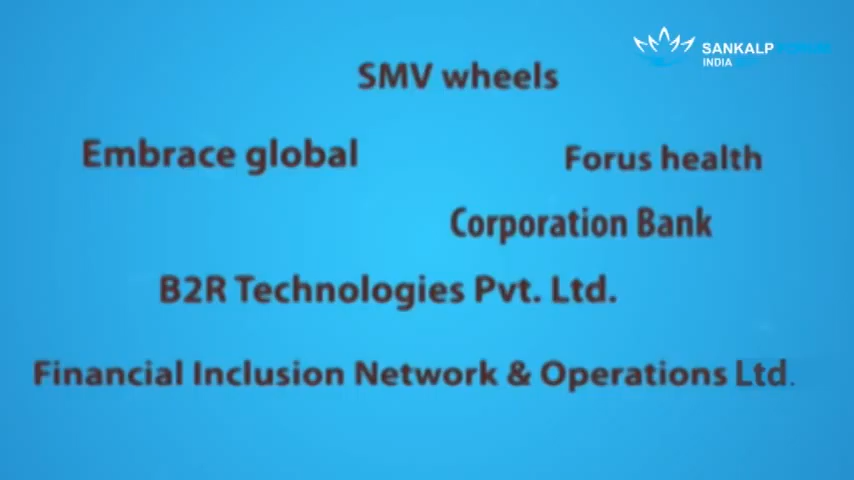 SANKALP FORUM
INDIA
SMV wheels
Embrace global
Forus health
Corporation Bank
B2R Technologies Pvt. Ltd.
Financial Inclusion Network & Operations Ltd.